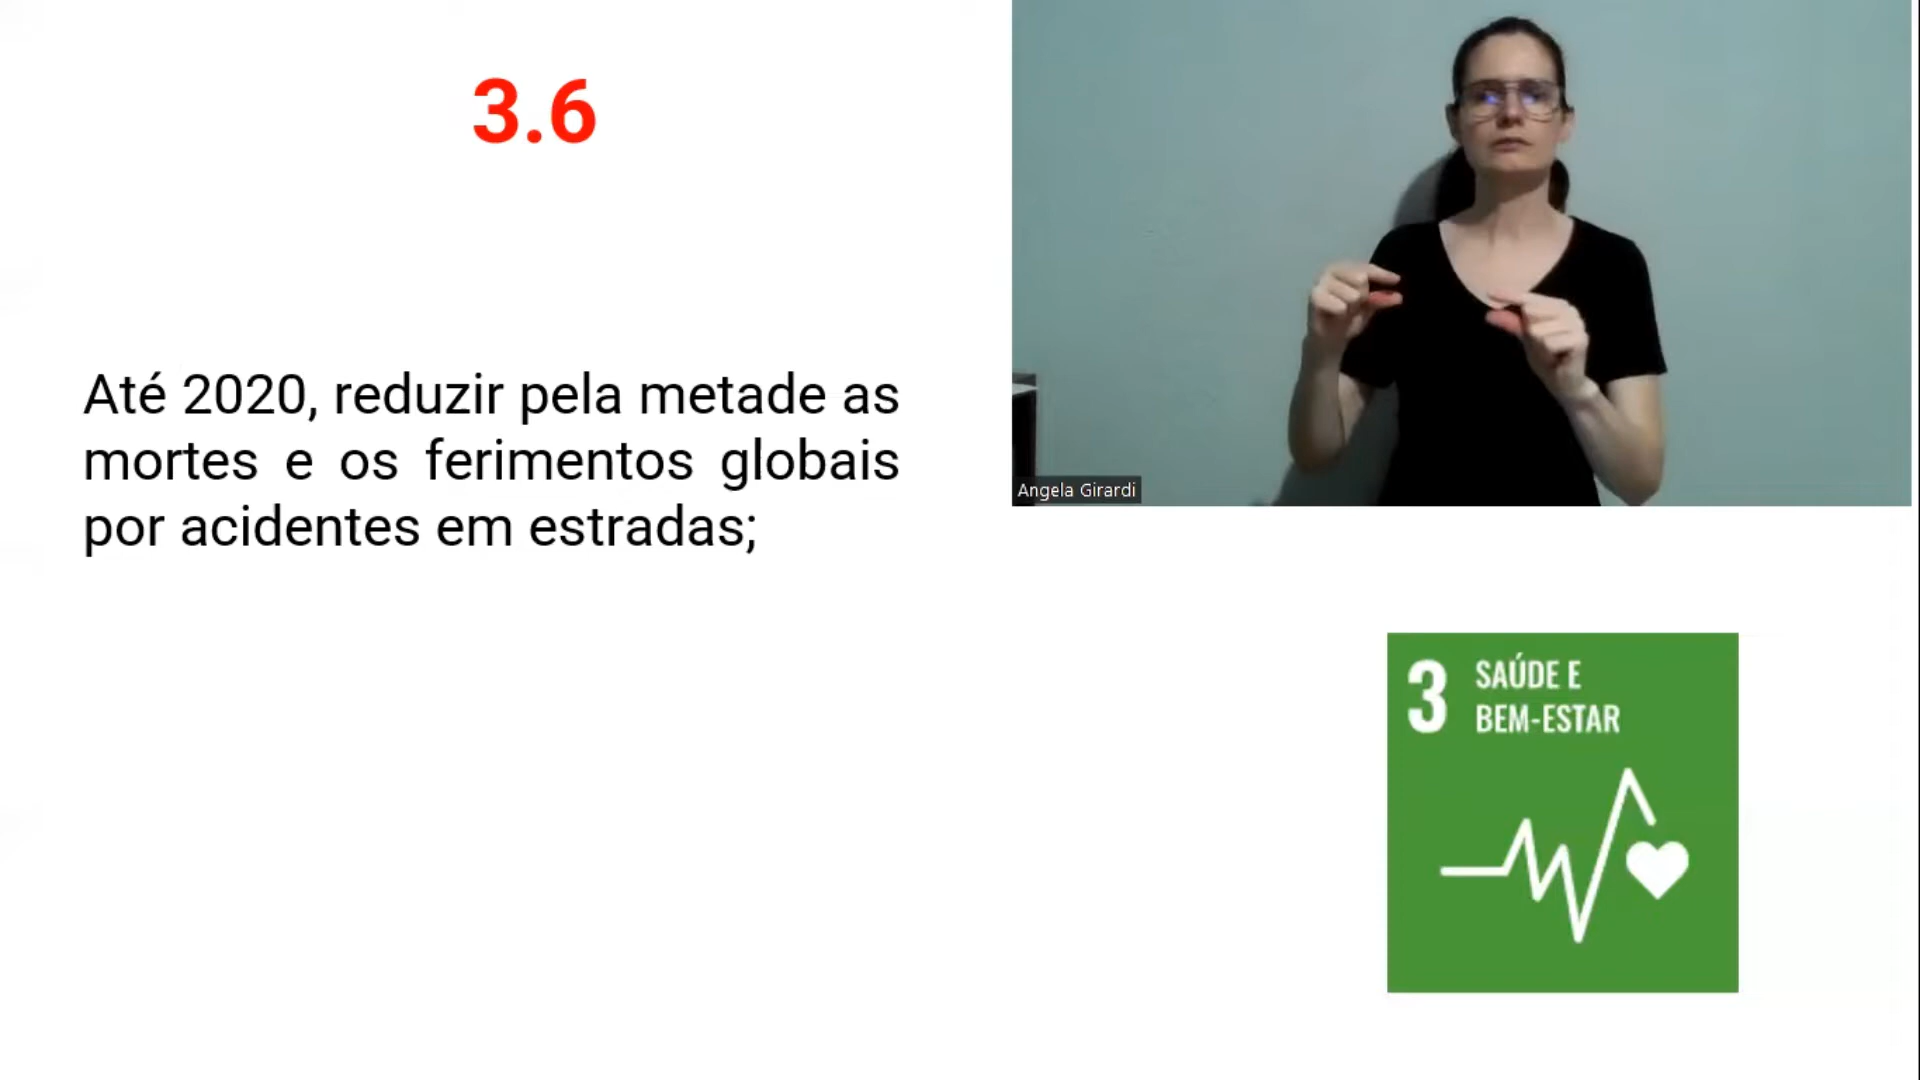 3.6
Até 2020, reduzir pela metade as
mortes e os ferimentos globais
por acidentes em estradas;
Angela Girardi
3 SAÚDE E
BEM-ESTAR